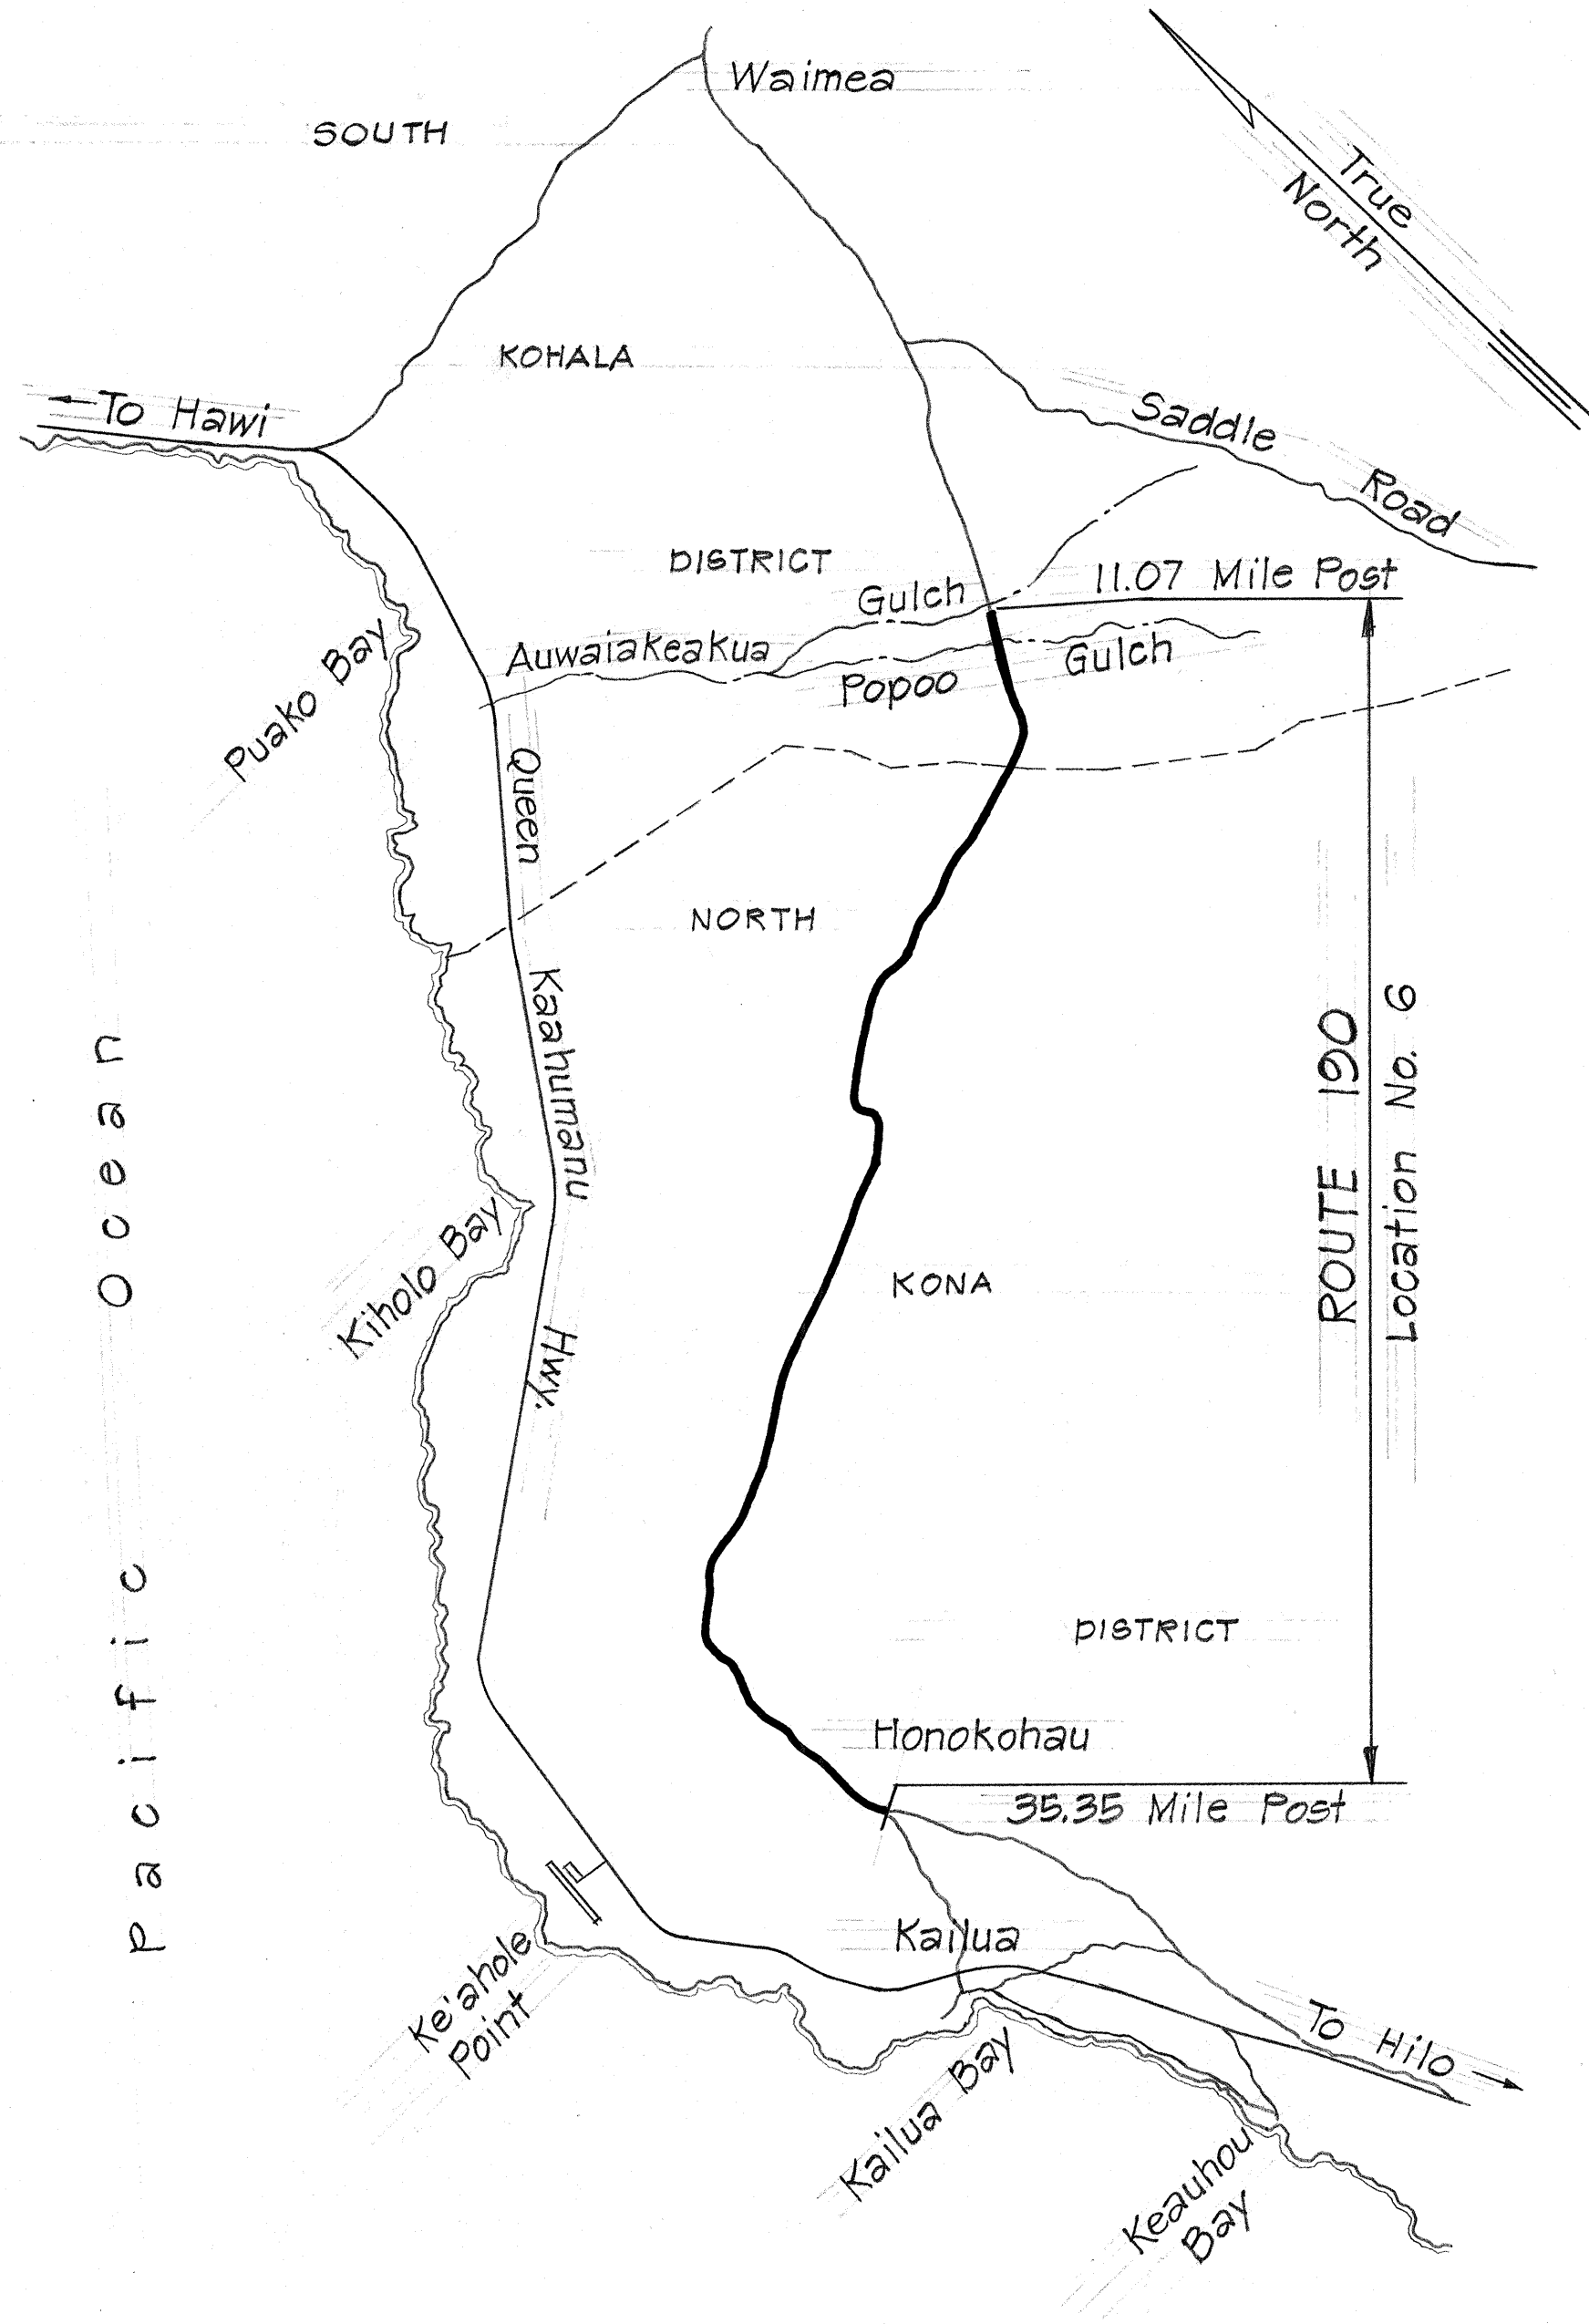 Waimea
SOUTH
True
North
KOHALA
To Hawi
Saddle Road
DISTRICT
11.07 Mile Post
Auwaiakeakua Gulch
Popoo Gulch
Puako Bay
Queen Kaahumanu Hwy.
NORTH
ROUTE 190
Location No. 6
Pacific Ocean
Kiholo Bay
KONA
DISTRICT
Honokohau
35.35 Mile Post
Kailua
Ke'ahole
Point
To Hilo
Kailua Bay
Keauhou
Bay